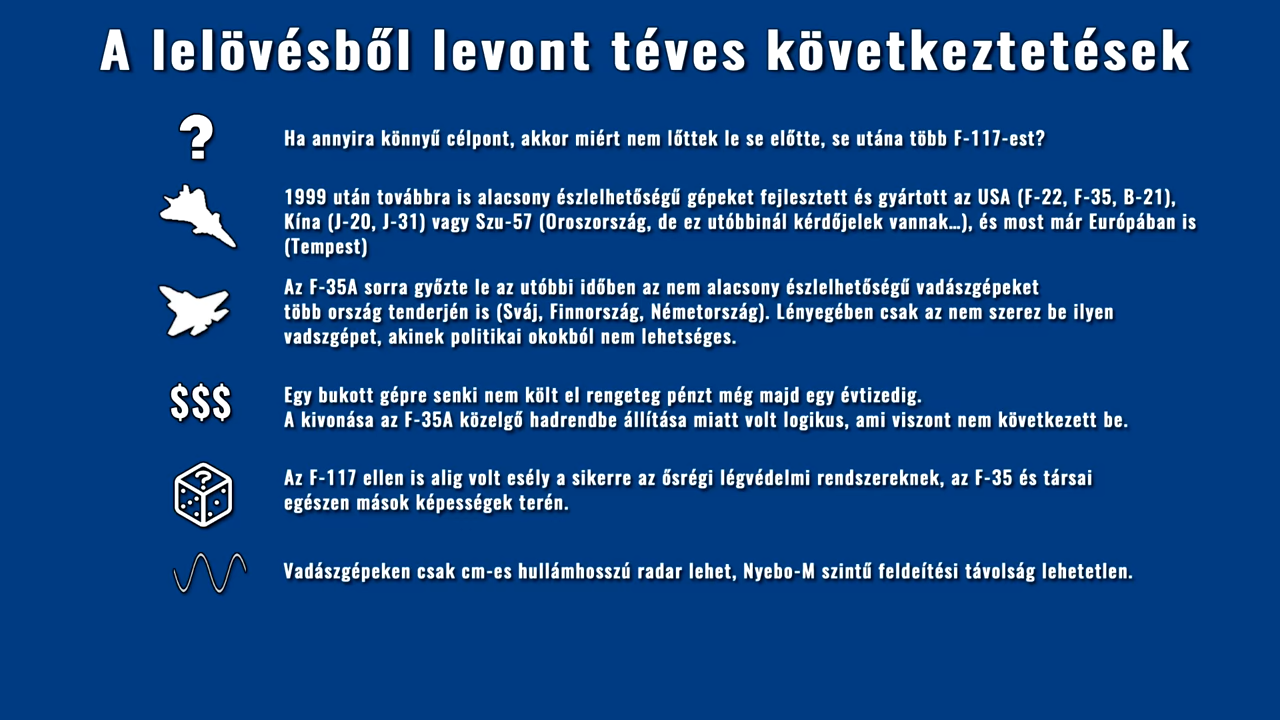 A lelövésből levont téves következtetések
?
Ha annyira könnyű célpont, akkor miért nem lőttek le se előtte, se utána több F-117-est?
1999 után továbbra is alacsony észlelhetőségű gépeket fejlesztett és gyártott az USA (F-22, F-35, B-21),
Kína (J-20, J-31) vagy Szu-57 (Oroszország, de ez utóbbinál kérdőjelek vannak...), és most már Európában is
(Tempest)
Az F-35A sorra győzte le az utóbbi időben az nem alacsony észlelhetőségű vadászgépeket
több ország tenderjén is (Sváj, Finnország, Németország). Lényegében csak az nem szerez be ilyen
vadszgépet, akinek politikai okokból nem lehetséges.
$$$
Egy bukott gépre senki nem költ el rengeteg pénzt még majd egy évtizedig.
A kivonása az F-35A közelgő hadrendbe állítása miatt volt logikus, ami viszont nem következett be.
?
Az F-117 ellen is alig volt esély a sikerre az ősrégi légvédelmi rendszereknek, az F-35 és társai
egészen mások képességek terén.
Vadászgépeken csak cm-es hullámhosszú radar lehet, Nyebo-M szintű feldeítési távolság lehetetlen.